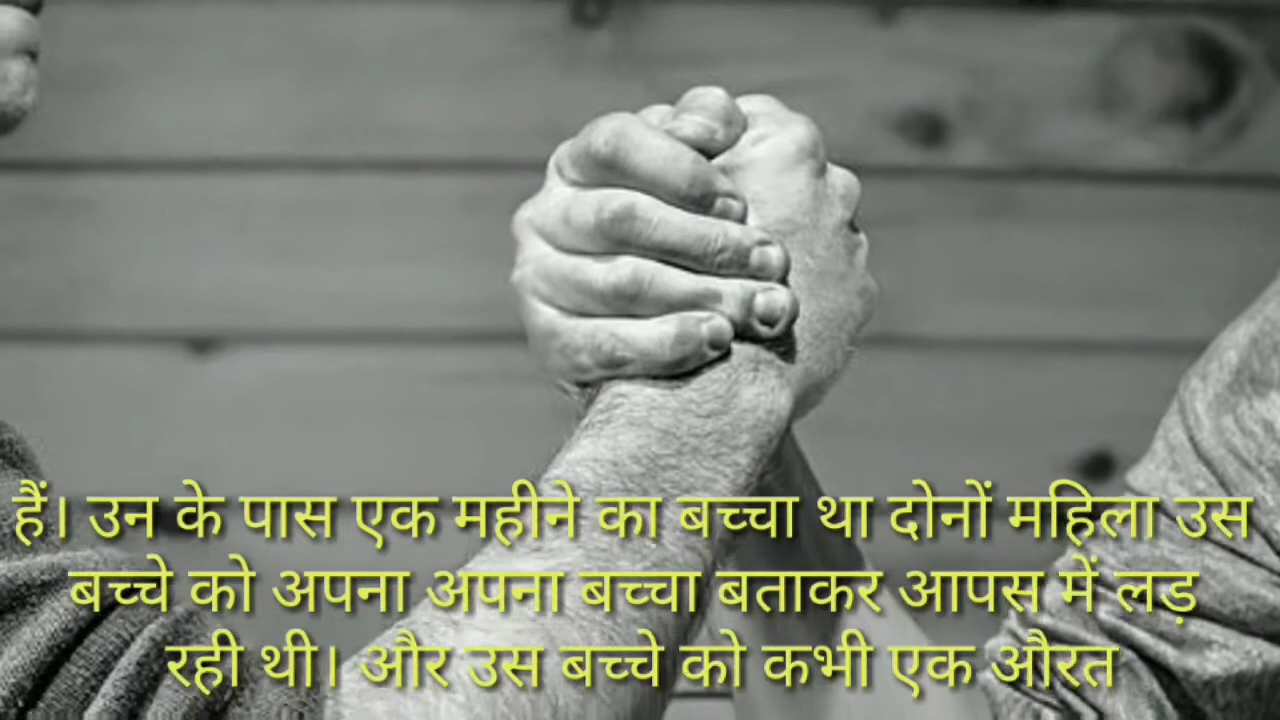 हैं। उन के पास एक महीने का बच्चा था दोनों महिला उस
बच्चे को अपना अपना बच्चा बताकर आपस में लड़
रही थी। और उस बच्चे को कभी एक औरत